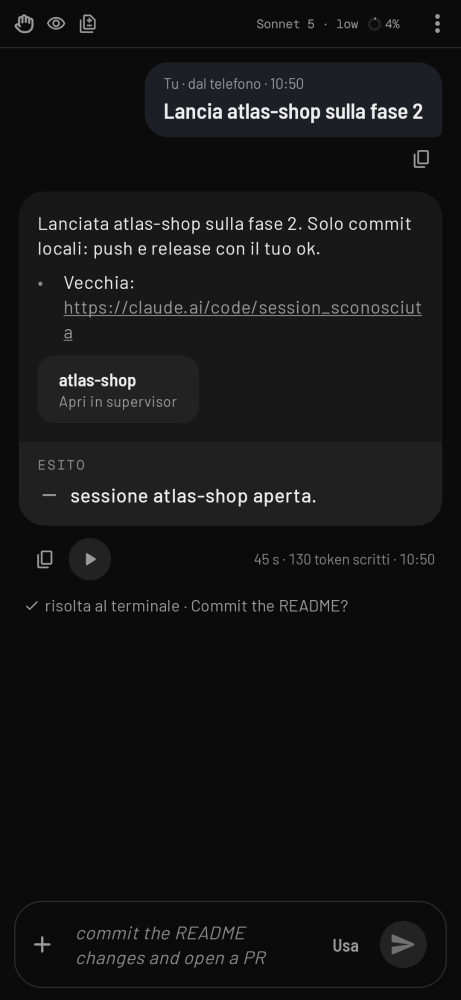 Sonnet 5 · low 4%
Tu · dal telefono · 10:50
Lancia atlas-shop sulla fase 2
Lanciata atlas-shop sulla fase 2. Solo commit
locali: push e release con il tuo ok.
• Vecchia:
https://claude.ai/code/session_sconosciut
a
atlas-shop
Apri in supervisor
ESITO
— sessione atlas-shop aperta.
45 s · 130 token scritti · 10:50
✓ risolta al terminale · Commit the README?
commit the README
changes and open a PR
Usa